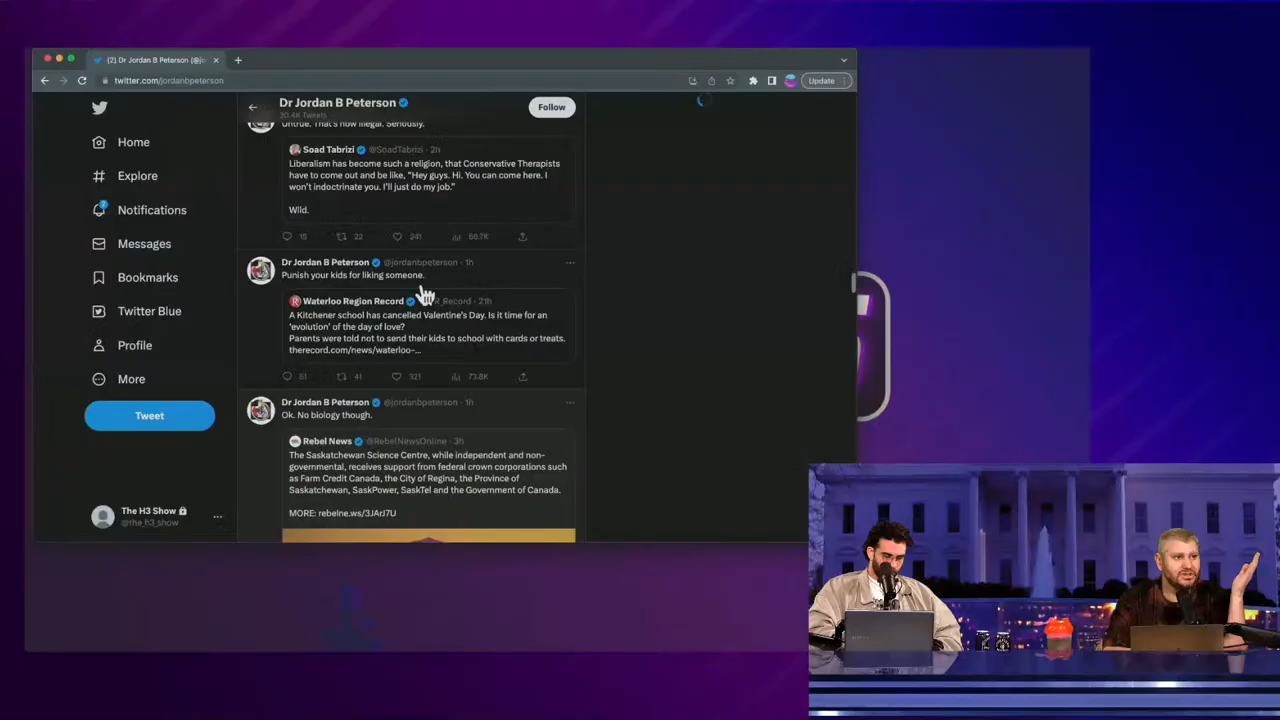 (2) Dr Jordan B Peterson (@jo
twitter.com/jordanbpeterson
Update
Dr Jordan B Peterson
20.4K Tweets
Follow
Home
Explore
2
Notifications
Messages
Bookmarks
Twitter Blue
Profile
More
Tweet
The H3 Show
@the_h3_show
Untrue. That's now illegal. Seriously.
Soad Tabrizi @SoadTabrizi · 2h
Liberalism has become such a religion, that Conservative Therapists
have to come out and be like, "Hey guys. Hi. You can come here. I
won't indoctrinate you. I'll just do my job."
Wild.
15 22 241 56.7K
Dr Jordan B Peterson @jordanbpeterson · 1h
Punish your kids for liking someone.
Waterloo Region Record R_Record · 21h
A Kitchener school has cancelled Valentine's Day. Is it time for an
'evolution' of the day of love?
Parents were told not to send their kids to school with cards or treats.
therecord.com/news/waterloo-...
51 41 321 73.8K
Dr Jordan B Peterson @jordanbpeterson · 1h
Ok. No biology though.
Rebel News @RebelNewsOnline · 3h
The Saskatchewan Science Centre, while independent and non-
governmental, receives support from federal crown corporations such
as Farm Credit Canada, the City of Regina, the Province of
Saskatchewan, SaskPower, SaskTel and the Government of Canada.
MORE: rebelne.ws/3JArJ7U